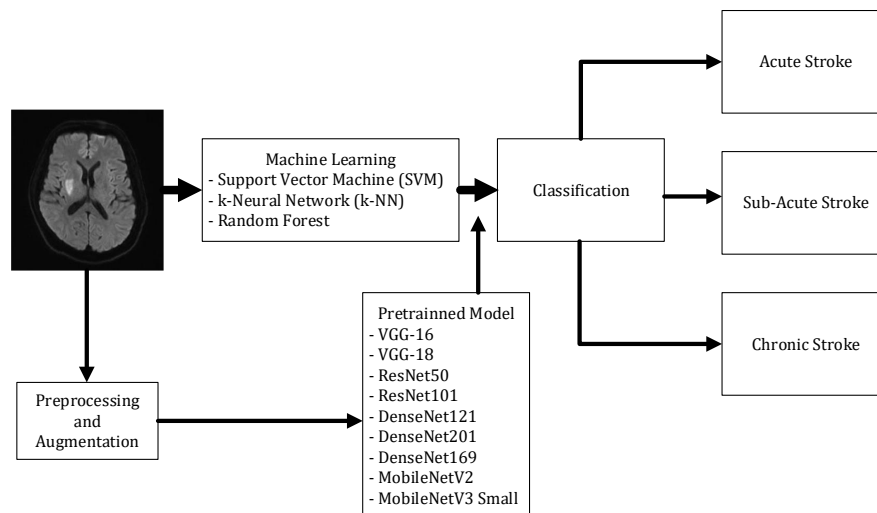 Machine Learning
- Support Vector Machine (SVM)
- k-Neural Network (k-NN)
- Random Forest
Classification
Acute Stroke
Sub-Acute Stroke
Chronic Stroke
Preprocessing
and
Augmentation
Pretrainned Model
- VGG-16
- VGG-18
- ResNet50
- ResNet101
- DenseNet121
- DenseNet201
- DenseNet169
- MobileNetV2
- MobileNetV3 Small